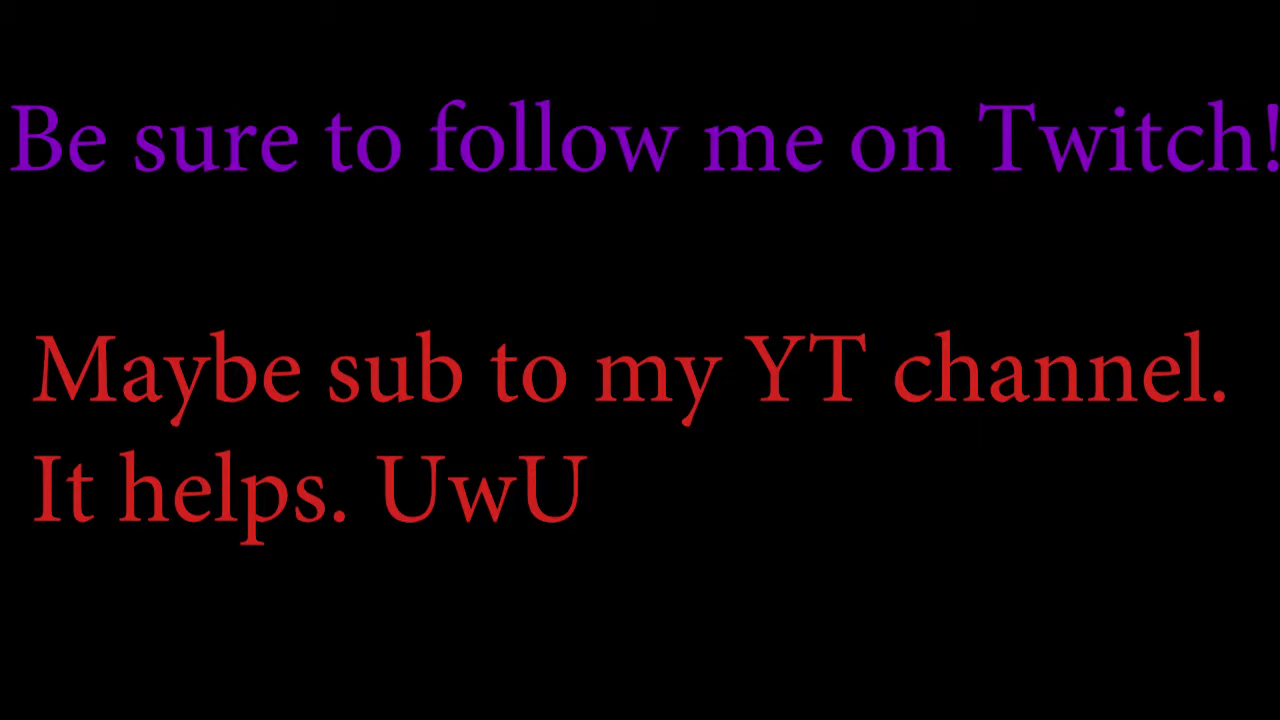 Be sure to follow me on Twitch!
Maybe sub to my YT channel.
It helps. UwU